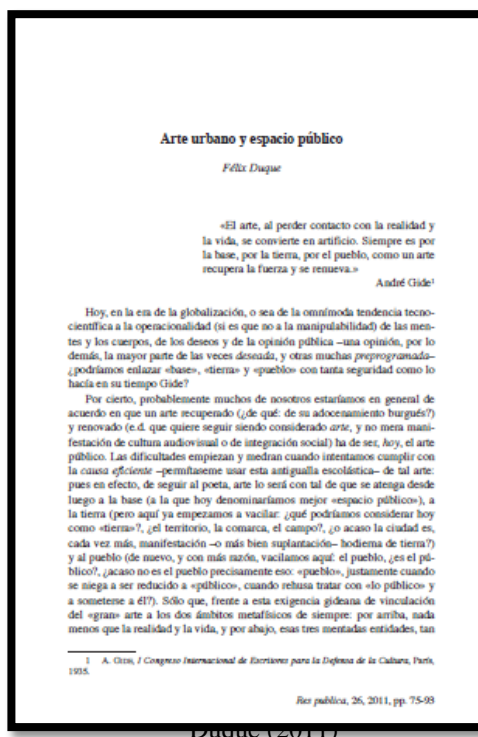 Arte urbano y espacio público
Félix Duque
«El arte, al perder contacto con la realidad y
la vida, se convierte en artificio. Siempre es por
la base, por la tierra, por el pueblo, como un arte
recupera la fuerza y se renueva.»
André Gide¹
Hoy, en la era de la globalización, o sea de la omnímoda tendencia tecno-
científica a la operacionalidad (si es que no a la manipulabilidad) de las men-
tes y los cuerpos, de los deseos y de la opinión pública –una opinión, por lo
demás, la mayor parte de las veces deseada, y otras muchas preprogramada–
¿podríamos enlazar «base», «tierra» y «pueblo» con tanta seguridad como lo
hacía en su tiempo Gide?
Por cierto, probablemente muchos de nosotros estaríamos en general de
acuerdo en que un arte recuperado (¿de qué: de su adocenamiento burgués?)
y renovado (e.d. que quiere seguir siendo considerado arte, y no mera mani-
festación de cultura audiovisual o de integración social) ha de ser, hoy, el arte
público. Las dificultades empiezan y medran cuando intentamos cumplir con
la causa eficiente –permítaseme usar esta antigualla escolástica– de tal arte:
pues en efecto, de seguir al poeta, arte lo será con tal de que se atenga desde
luego a la base (a la que hoy denominaríamos mejor «espacio público»), a
la tierra (pero aquí ya empezamos a vacilar: ¿qué podríamos considerar hoy
como «tierra»?, ¿el territorio, la comarca, el campo?, ¿o acaso la ciudad es,
cada vez más, manifestación –o más bien suplantación– hodierna de tierra?)
y al pueblo (de nuevo, y con más razón, vacilamos aquí: el pueblo, ¿es el pú-
blico?, ¿acaso no es el pueblo precisamente eso: «pueblo», justamente cuando
se niega a ser reducido a «público», cuando rehusa tratar con «lo público» y
a someterse a él?). Sólo que, frente a esta exigencia gideana de vinculación
del «gran» arte a los dos ámbitos metafísicos de siempre: por arriba, nada
menos que la realidad y la vida, y por abajo, esas tres mentadas entidades, tan
1 A. Gide, I Congreso Internacional de Escritores para la Defensa de la Cultura, París,
1935.
Res publica, 26, 2011, pp. 75-93
Duque (2011)